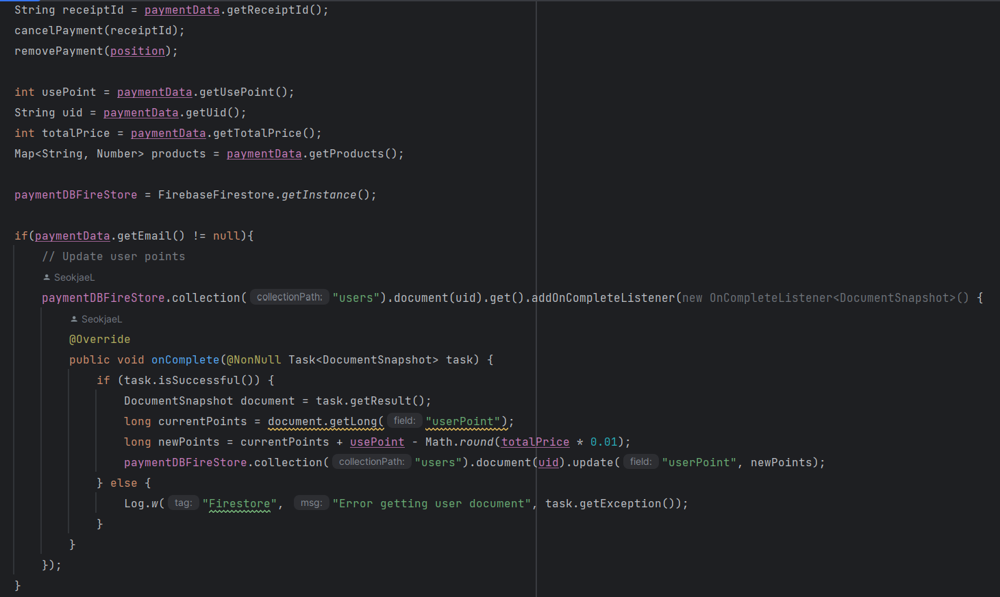 String receiptId = paymentData.getReceiptId();
cancelPayment(receiptId);
removePayment(position);
int usePoint = paymentData.getUsePoint();
String uid = paymentData.getUid();
int totalPrice = paymentData.getTotalPrice();
Map<String, Number> products = paymentData.getProducts();
paymentDBFireStore = FirebaseFirestore.getInstance();
if(paymentData.getEmail() != null){
// Update user points
SeokjaeL
paymentDBFireStore.collection( collectionPath: "users").document(uid).get().addOnCompleteListener(new OnCompleteListener<DocumentSnapshot>() {
SeokjaeL
@Override
public void onComplete(@NonNull Task<DocumentSnapshot> task) {
if (task.isSuccessful()) {
DocumentSnapshot document = task.getResult();
long currentPoints = document.getLong( field: "userPoint");
long newPoints = currentPoints + usePoint - Math.round(totalPrice * 0.01);
paymentDBFireStore.collection( collectionPath: "users").document(uid).update( field: "userPoint", newPoints);
} else {
Log.w( tag: "Firestore", msg: "Error getting user document", task.getException());
}
}
});
}